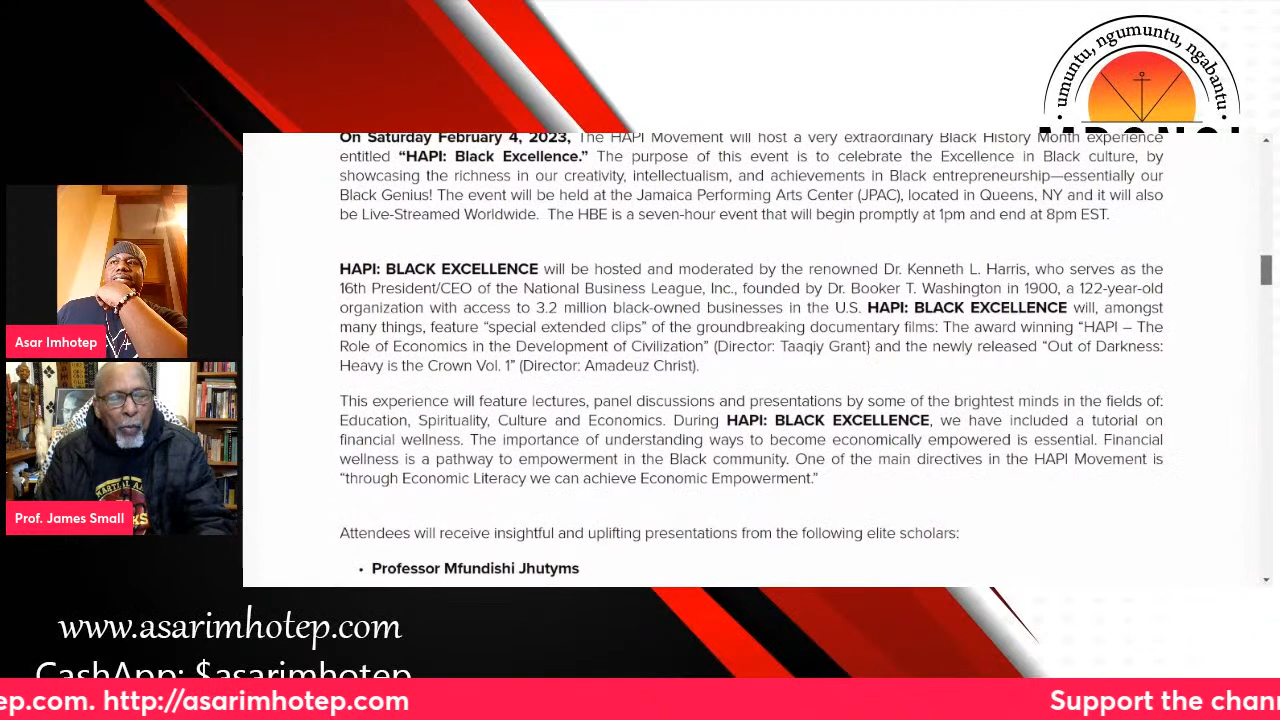 umuntu, ngumuntu, ngabantu
On Saturday February 4, 2023, The HAPI Movement will host a very extraordinary Black History Month experience
entitled “HAPI: Black Excellence.” The purpose of this event is to celebrate the Excellence in Black culture, by
showcasing the richness in our creativity, intellectualism, and achievements in Black entrepreneurship—essentially our
Black Genius! The event will be held at the Jamaica Performing Arts Center (JPAC), located in Queens, NY and it will also
be Live-Streamed Worldwide. The HBE is a seven-hour event that will begin promptly at 1pm and end at 8pm EST.
HAPI: BLACK EXCELLENCE will be hosted and moderated by the renowned Dr. Kenneth L. Harris, who serves as the
16th President/CEO of the National Business League, Inc., founded by Dr. Booker T. Washington in 1900, a 122-year-old
organization with access to 3.2 million black-owned businesses in the U.S. HAPI: BLACK EXCELLENCE will, amongst
many things, feature “special extended clips” of the groundbreaking documentary films: The award winning “HAPI – The
Role of Economics in the Development of Civilization” (Director: Taaqiy Grant} and the newly released “Out of Darkness:
Heavy is the Crown Vol. 1” (Director: Amadeuz Christ).
This experience will feature lectures, panel discussions and presentations by some of the brightest minds in the fields of:
Education, Spirituality, Culture and Economics. During HAPI: BLACK EXCELLENCE, we have included a tutorial on
financial wellness. The importance of understanding ways to become economically empowered is essential. Financial
wellness is a pathway to empowerment in the Black community. One of the main directives in the HAPI Movement is
“through Economic Literacy we can achieve Economic Empowerment.”
Attendees will receive insightful and uplifting presentations from the following elite scholars:
• Professor Mfundishi Jhutyms
Asar Imhotep
MARTIAL
Prof. James Small
www.asarimhotep.com
CashApp: $asarimhotep
ep.com. http://asarimhotep.com
Support the chan